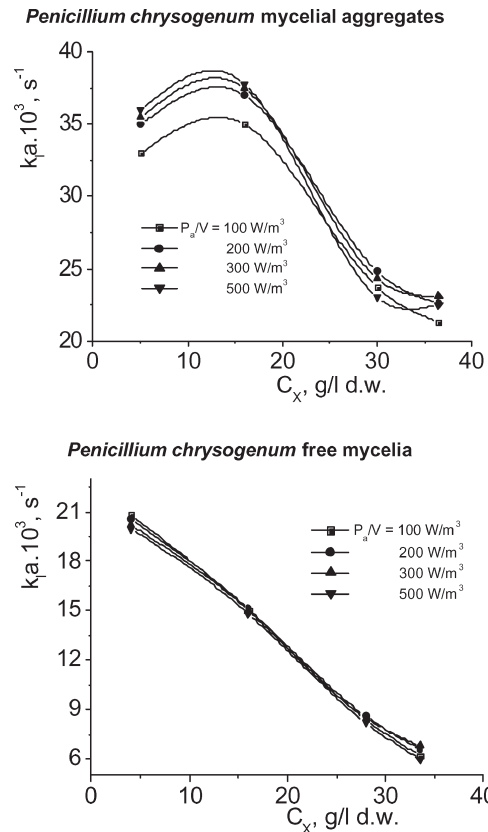 Penicillium chrysogenum mycelial aggregates
40
35
30
25
20
kₗa.10³, s⁻¹
Pₐ/V = 100 W/m³
200 W/m³
300 W/m³
500 W/m³
0 10 20 30 40
Cₓ, g/l d.w.
Penicillium chrysogenum free mycelia
21
18
15
12
9
6
kₗa.10³, s⁻¹
Pₐ/V = 100 W/m³
200 W/m³
300 W/m³
500 W/m³
0 10 20 30 40
Cₓ, g/l d.w.